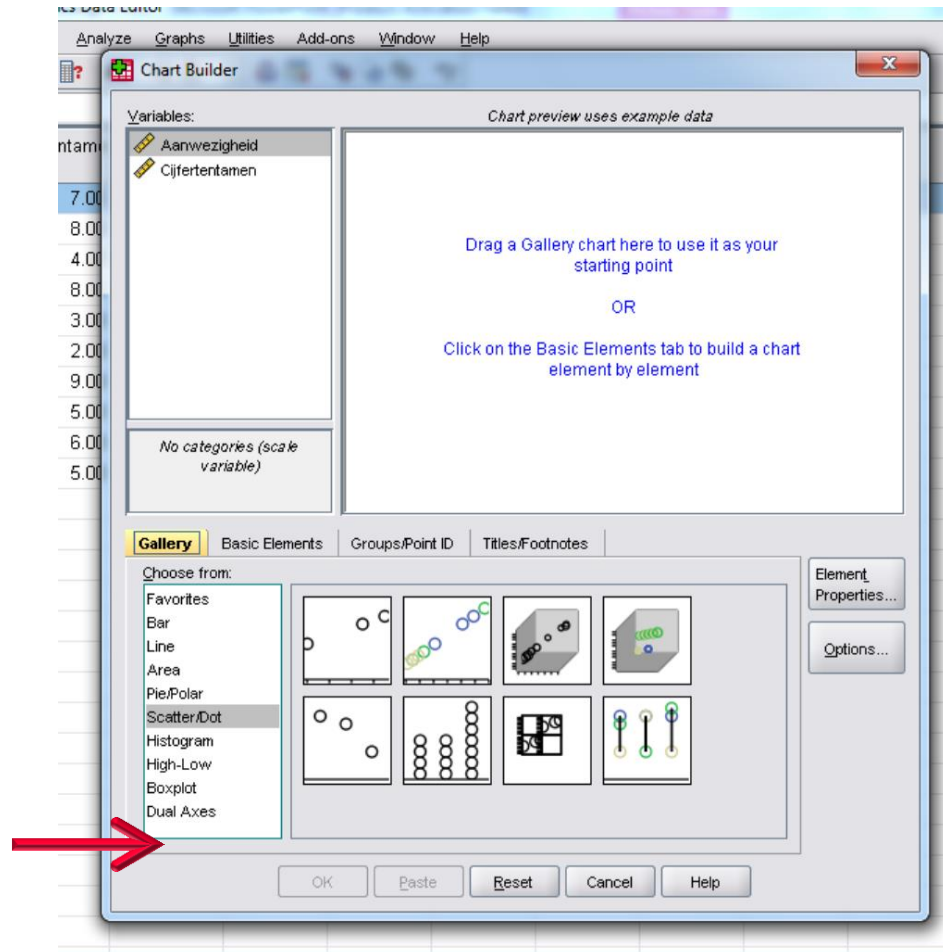 Analyze Graphs Utilities Add-ons Window Help
Chart Builder
Variables:
Chart preview uses example data
Aanwezigheid
Cijfertentamen
7.00
8.00
4.00
8.00
3.00
2.00
9.00
5.00
6.00
5.00
Drag a Gallery chart here to use it as your
starting point
OR
Click on the Basic Elements tab to build a chart
element by element
No categories (scale
variable)
Gallery Basic Elements Groups/Point ID Titles/Footnotes
Choose from:
Favorites
Bar
Line
Area
Pie/Polar
Scatter/Dot
Histogram
High-Low
Boxplot
Dual Axes
Element
Properties...
Options...
OK Paste Reset Cancel Help